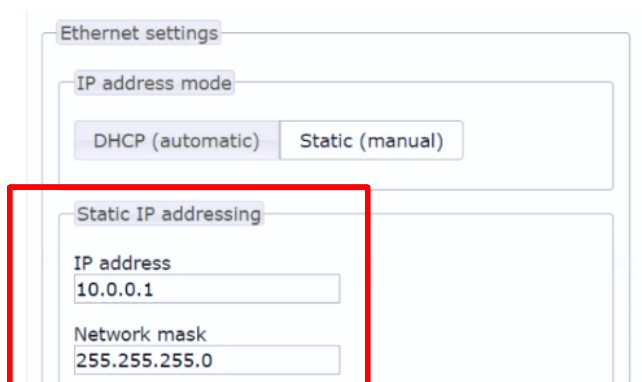 Ethernet settings
IP address mode
DHCP (automatic) Static (manual)
Static IP addressing
IP address
10.0.0.1
Network mask
255.255.255.0